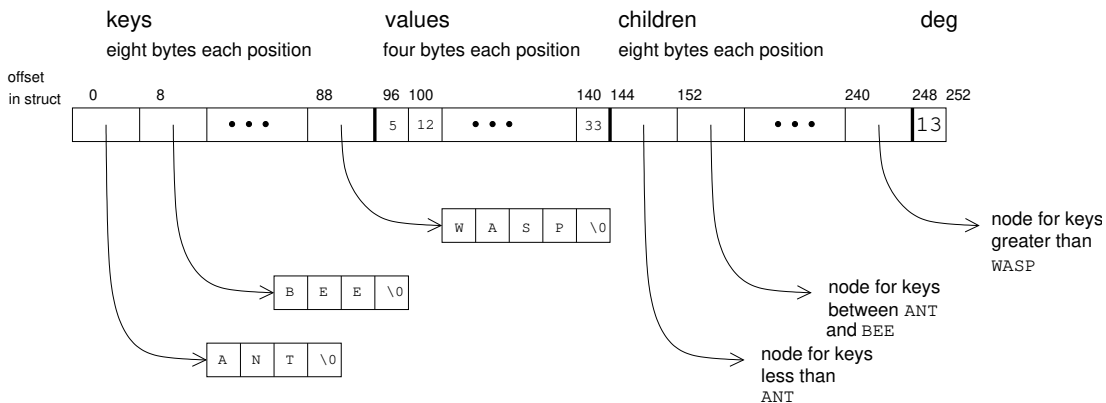 keys values children deg
eight bytes each position four bytes each position eight bytes each position
offset
in struct 0 8 88 96 100 140 144 152 240 248 252
5 12 33 13
W A S P \0
node for keys
greater than
WASP
B E E \0
node for keys
between ANT
and BEE
A N T \0
node for keys
less than
ANT